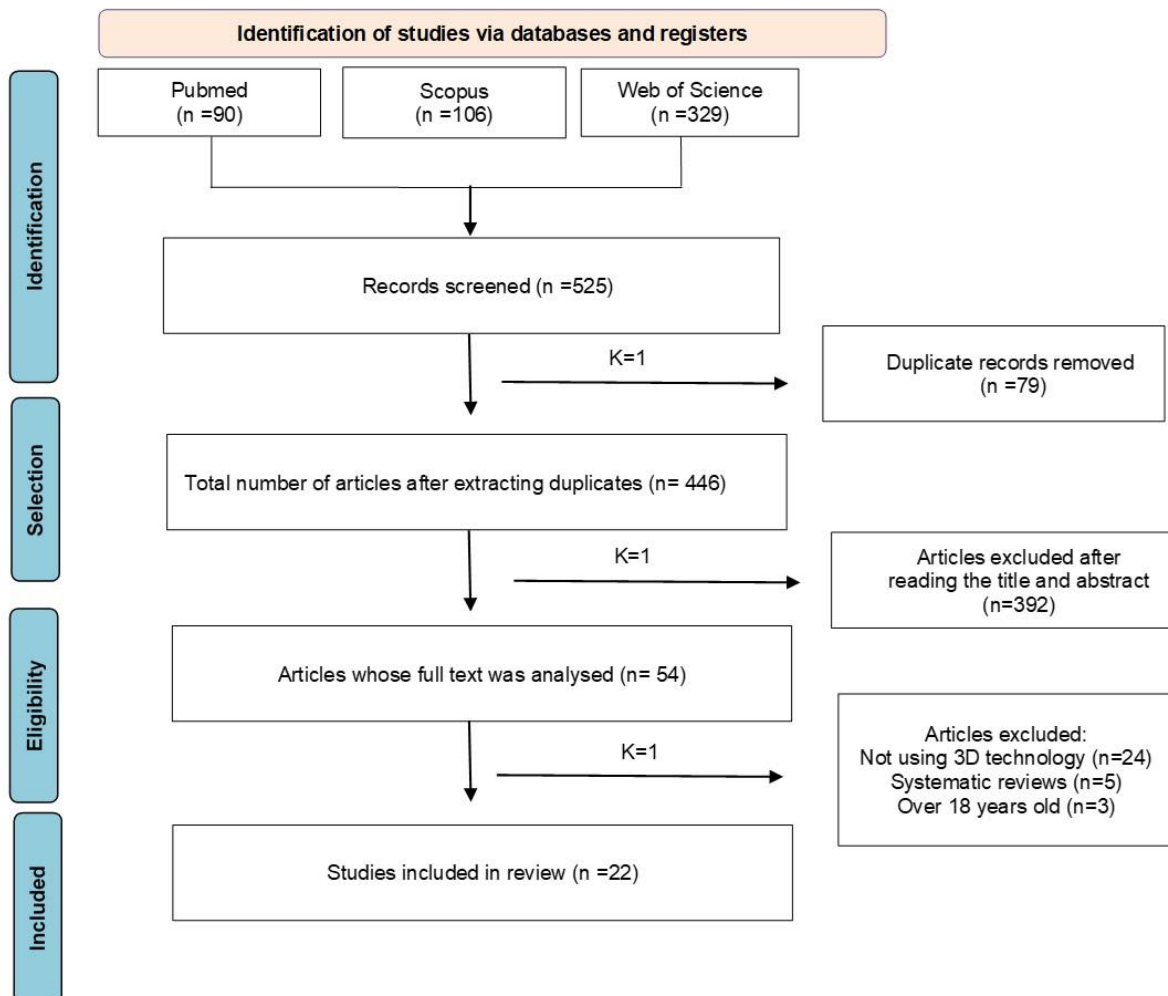 Identification of studies via databases and registers
Pubmed
(n =90)
Scopus
(n =106)
Web of Science
(n =329)
Identification
Records screened (n =525)
K=1
Duplicate records removed
(n =79)
Selection
Total number of articles after extracting duplicates (n= 446)
K=1
Articles excluded after
reading the title and abstract
(n=392)
Eligibility
Articles whose full text was analysed (n= 54)
K=1
Articles excluded:
Not using 3D technology (n=24)
Systematic reviews (n=5)
Over 18 years old (n=3)
Included
Studies included in review (n =22)